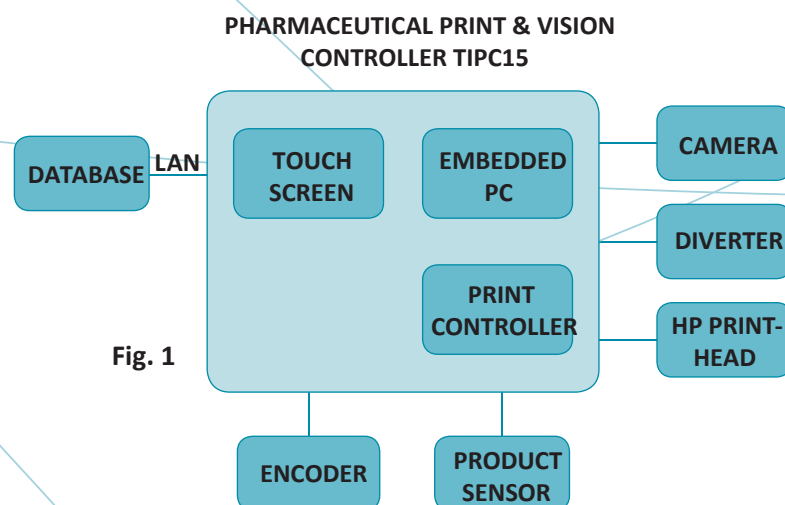 PHARMACEUTICAL PRINT & VISION
CONTROLLER TIPC15
DATABASE
LAN
TOUCH
SCREEN
EMBEDDED
PC
PRINT
CONTROLLER
CAMERA
DIVERTER
HP PRINT-
HEAD
Fig. 1
ENCODER
PRODUCT
SENSOR